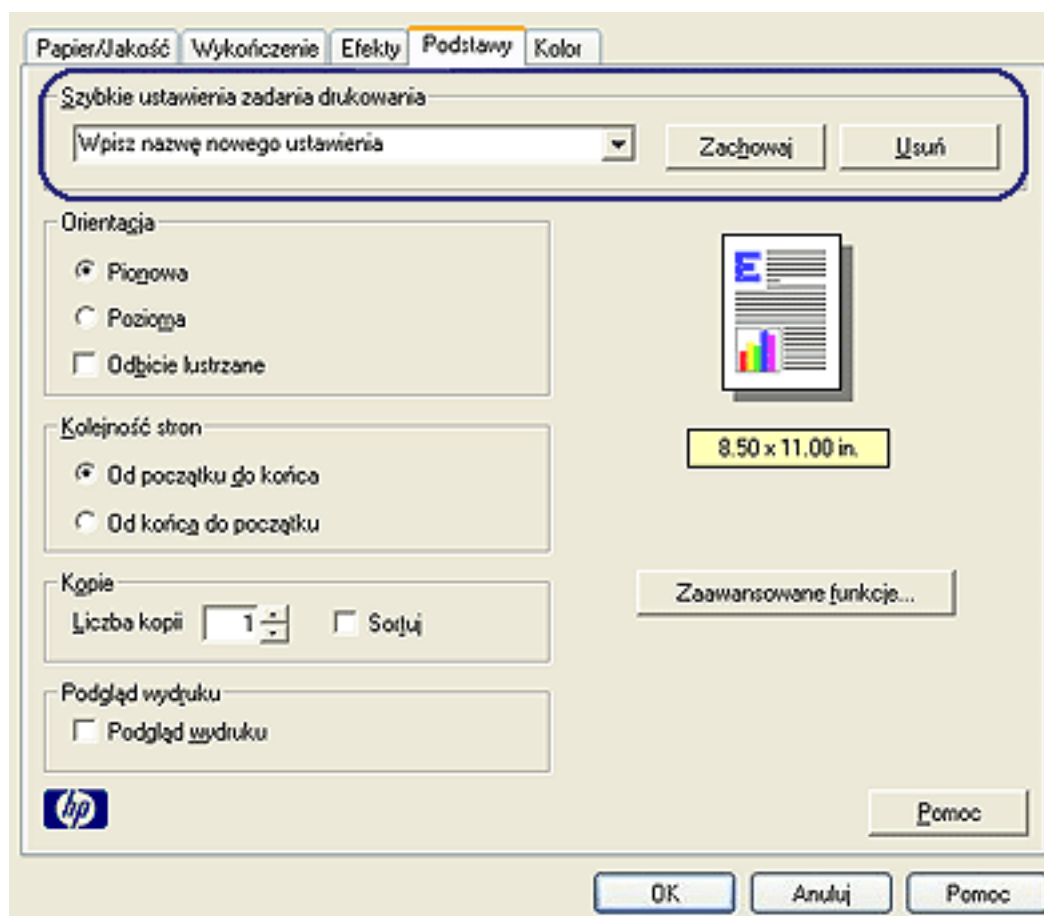 Papier/Jakość Wykończenie Efekty Podstawy Kolor
Szybkie ustawienia zadania drukowania
Wpisz nazwę nowego ustawienia Zachowaj Usuń
Orientacja
Pionowa
Pozioma
Odbicie lustrzane
E
8.50 x 11.00 in.
Kolejność stron
Od początku do końca
Od końca do początku
Kopie
Liczba kopii 1 Sortuj
Zaawansowane funkcje...
Podgląd wydruku
Podgląd wydruku
hp
Pomoc
OK Anuluj Pomoc